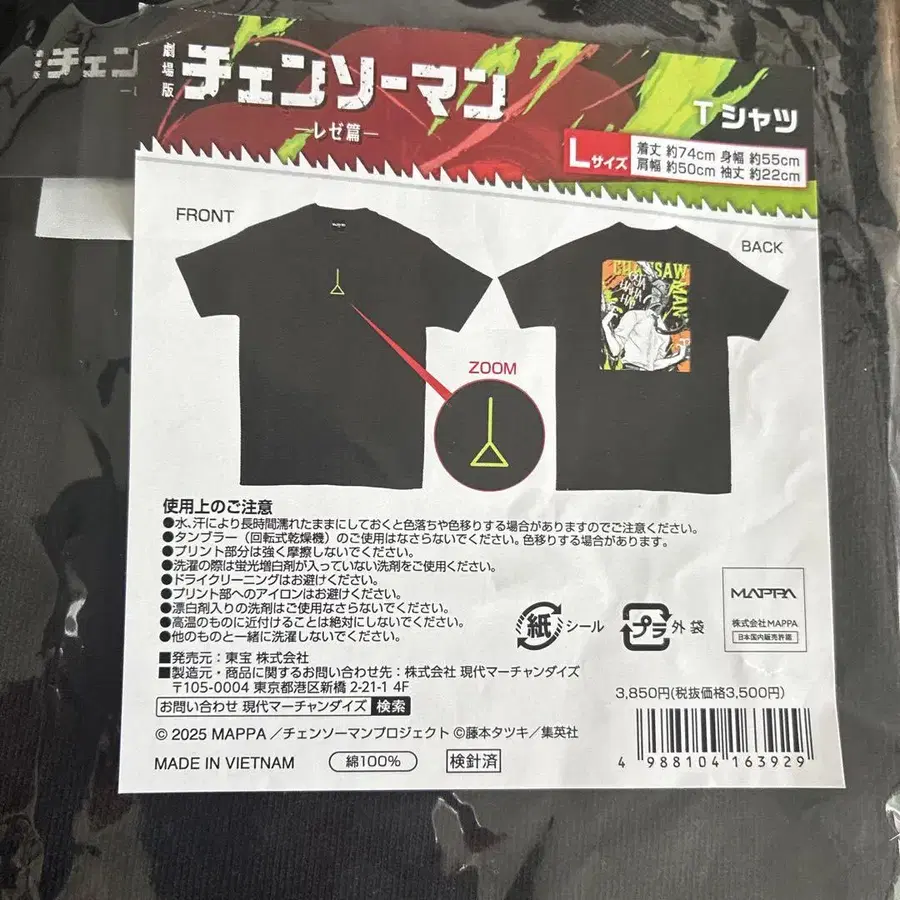 チェン
劇場版
チェンソーマン
―レゼ篇―
Tシャツ
Lサイズ
着丈 約74cm 身幅 約55cm
肩幅 約50cm 袖丈 約22cm
FRONT
BACK
CHAINSAW
MAN
HA
HA
HA
ZOOM
使用上のご注意
●水、汗により長時間濡れたままにしておくと色落ちや色移りする場合がありますのでご注意ください。
●タンブラー（回転式乾燥機）のご使用はなさらないでください。色移りする場合があります。
●プリント部分は強く摩擦しないでください。
●洗濯の際は蛍光増白剤が入っていない洗剤をご使用ください。
●ドライクリーニングはお避けください。
●プリント部へのアイロンはお避けください。
●漂白剤入りの洗剤はご使用なさらないでください。
●高温のものに近付けることは絶対にしないでください。
●他のものと一緒に洗濯しないでください。
紙 シール
プラ 外袋
MAPPA
株式会社MAPPA
日本国内販売許諾
■発売元：東宝 株式会社
■製造元・商品に関するお問い合わせ先：株式会社 現代マーチャンダイズ
〒105-0004 東京都港区新橋 2-21-1 4F
お問い合わせ 現代マーチャンダイズ 検索
3,850円(税抜価格3,500円)
© 2025 MAPPA／チェンソーマンプロジェクト ©藤本タツキ／集英社
MADE IN VIETNAM
綿100%
検針済
4 988104 163929